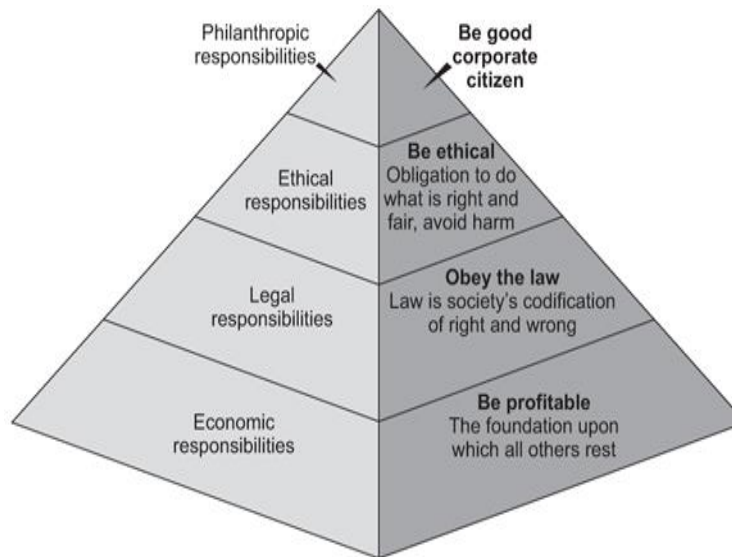 Philanthropic
responsibilities
Be good
corporate
citizen
Ethical
responsibilities
Be ethical
Obligation to do
what is right and
fair, avoid harm
Legal
responsibilities
Obey the law
Law is society's codification
of right and wrong
Economic
responsibilities
Be profitable
The foundation upon
which all others rest